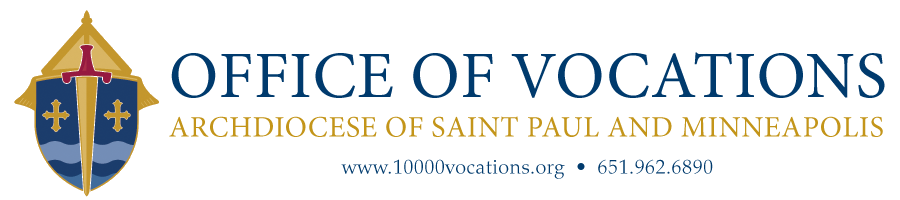 OFFICE OF VOCATIONS
ARCHDIOCESE OF SAINT PAUL AND MINNEAPOLIS
www.10000vocations.org • 651.962.6890